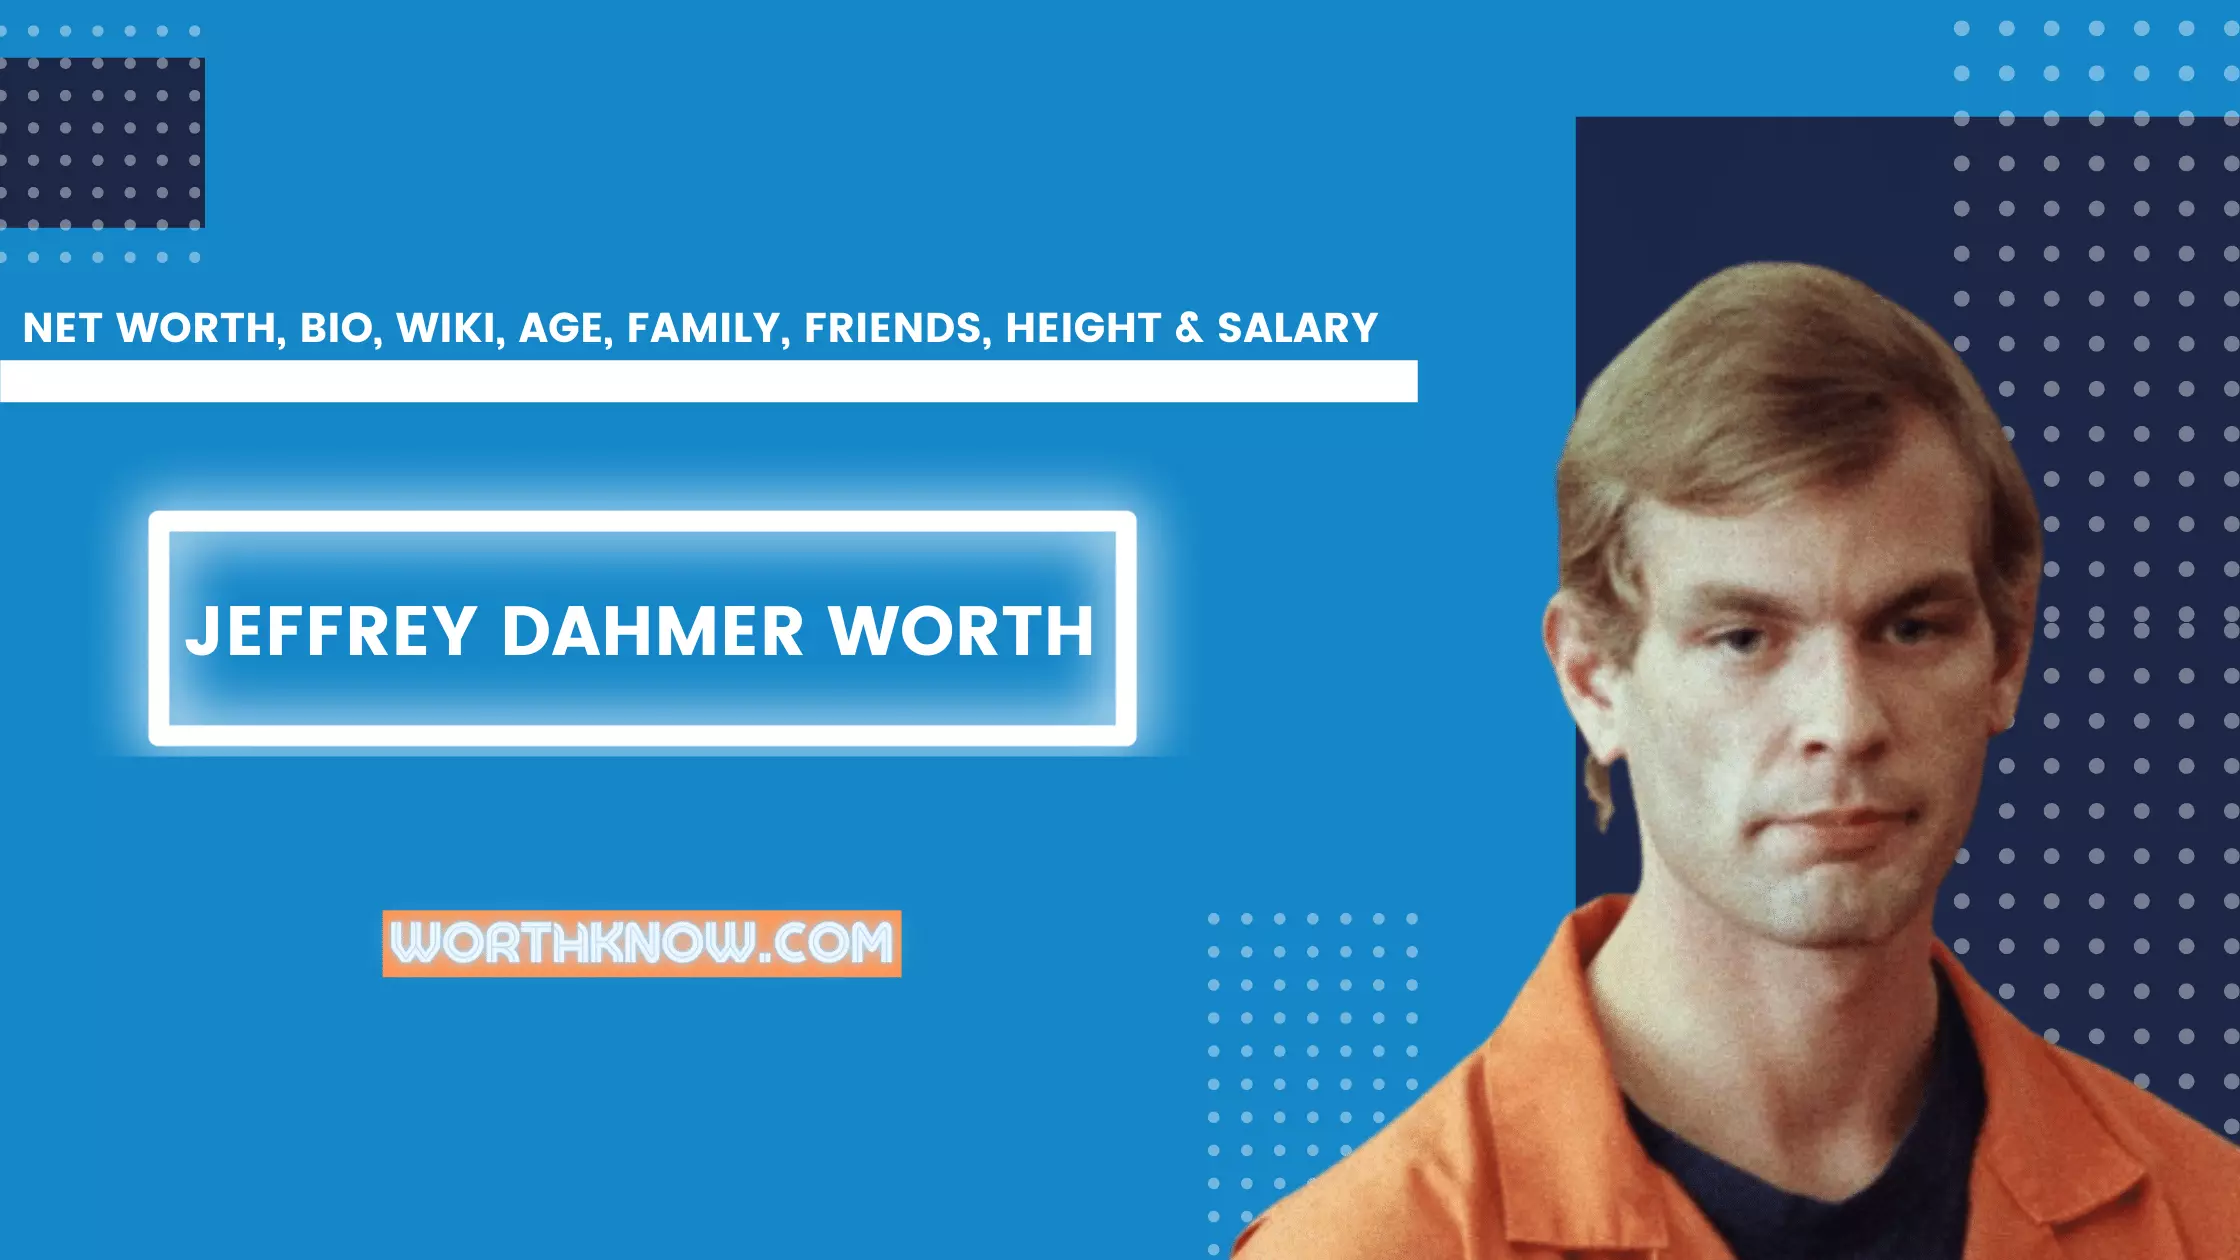 NET WORTH, BIO, WIKI, AGE, FAMILY, FRIENDS, HEIGHT & SALARY
JEFFREY DAHMER WORTH
WORTHKNOW.COM